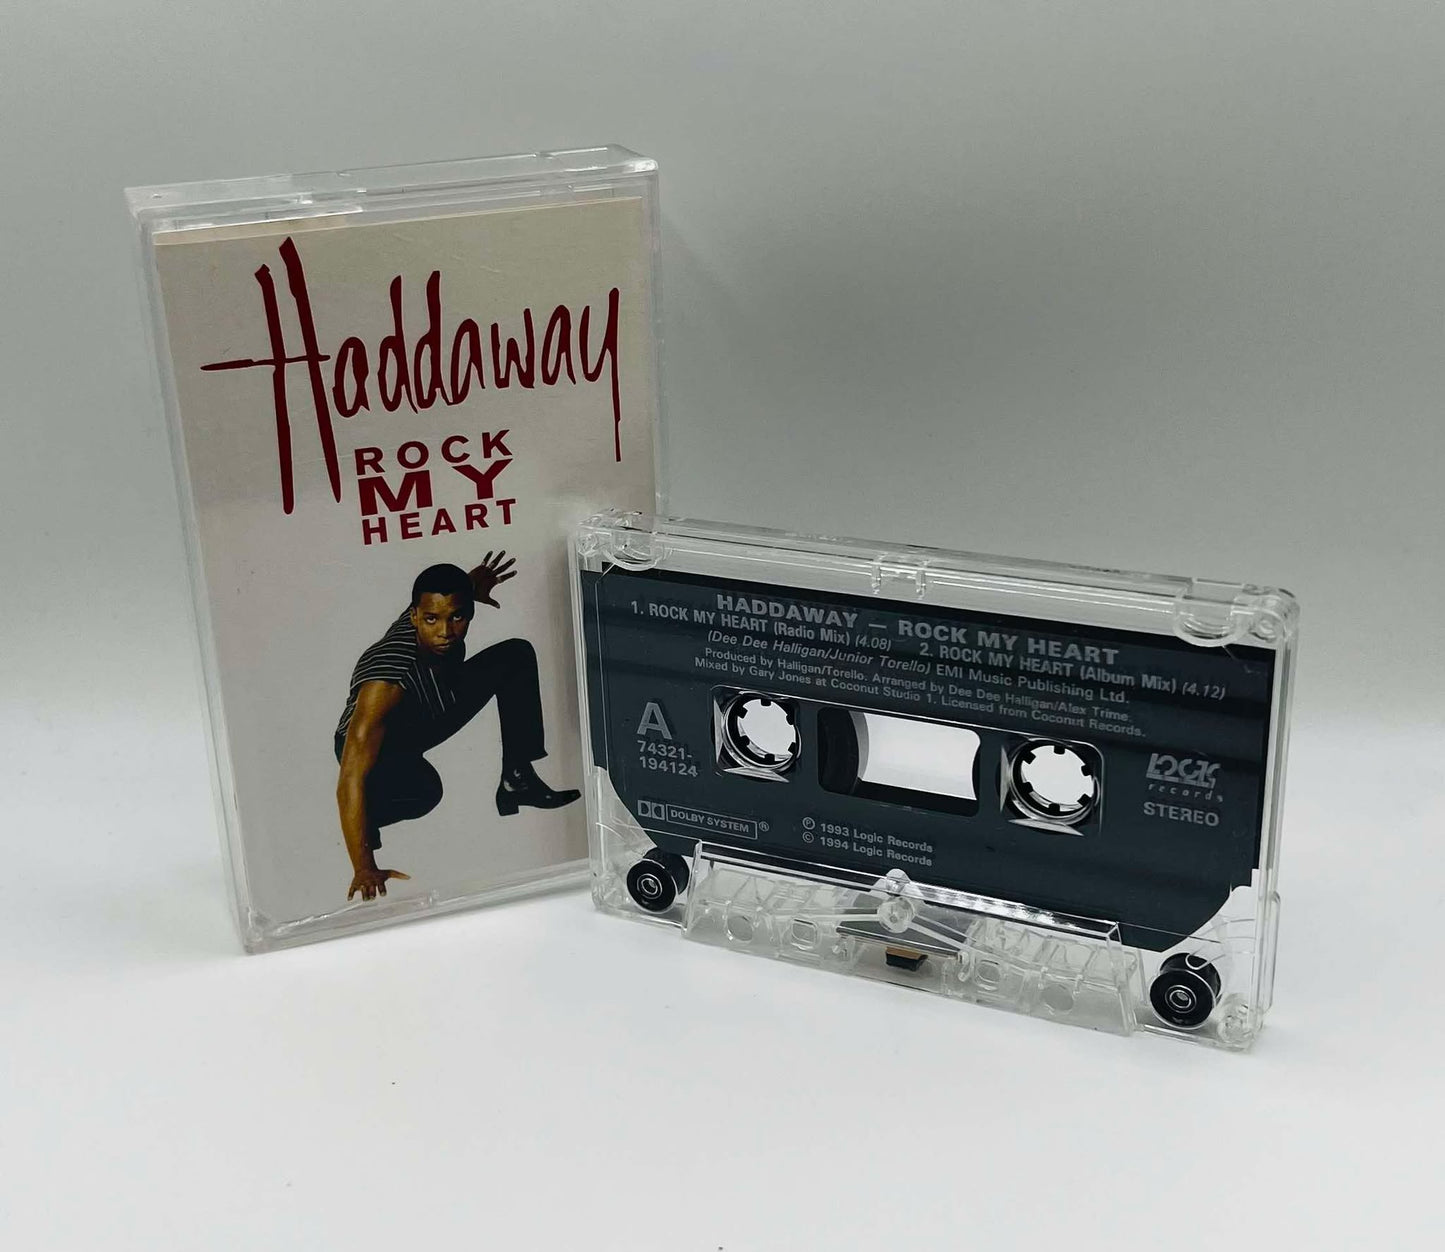 Haddaway
ROCK
MY
HEART
HADDAWAY — ROCK MY HEART
1. ROCK MY HEART (Radio Mix) (4.08) 2. ROCK MY HEART (Album Mix) (4.12)
(Dee Dee Halligan/Junior Torello) EMI Music Publishing Ltd.
Produced by Halligan/Torello. Arranged by Dee Dee Halligan/Alex Trime.
Mixed by Gary Jones at Coconut Studio 1. Licensed from Coconut Records.
A
74321-
194124
LOGIC
records
STEREO
DOLBY SYSTEM ®
℗ 1993 Logic Records
© 1994 Logic Records